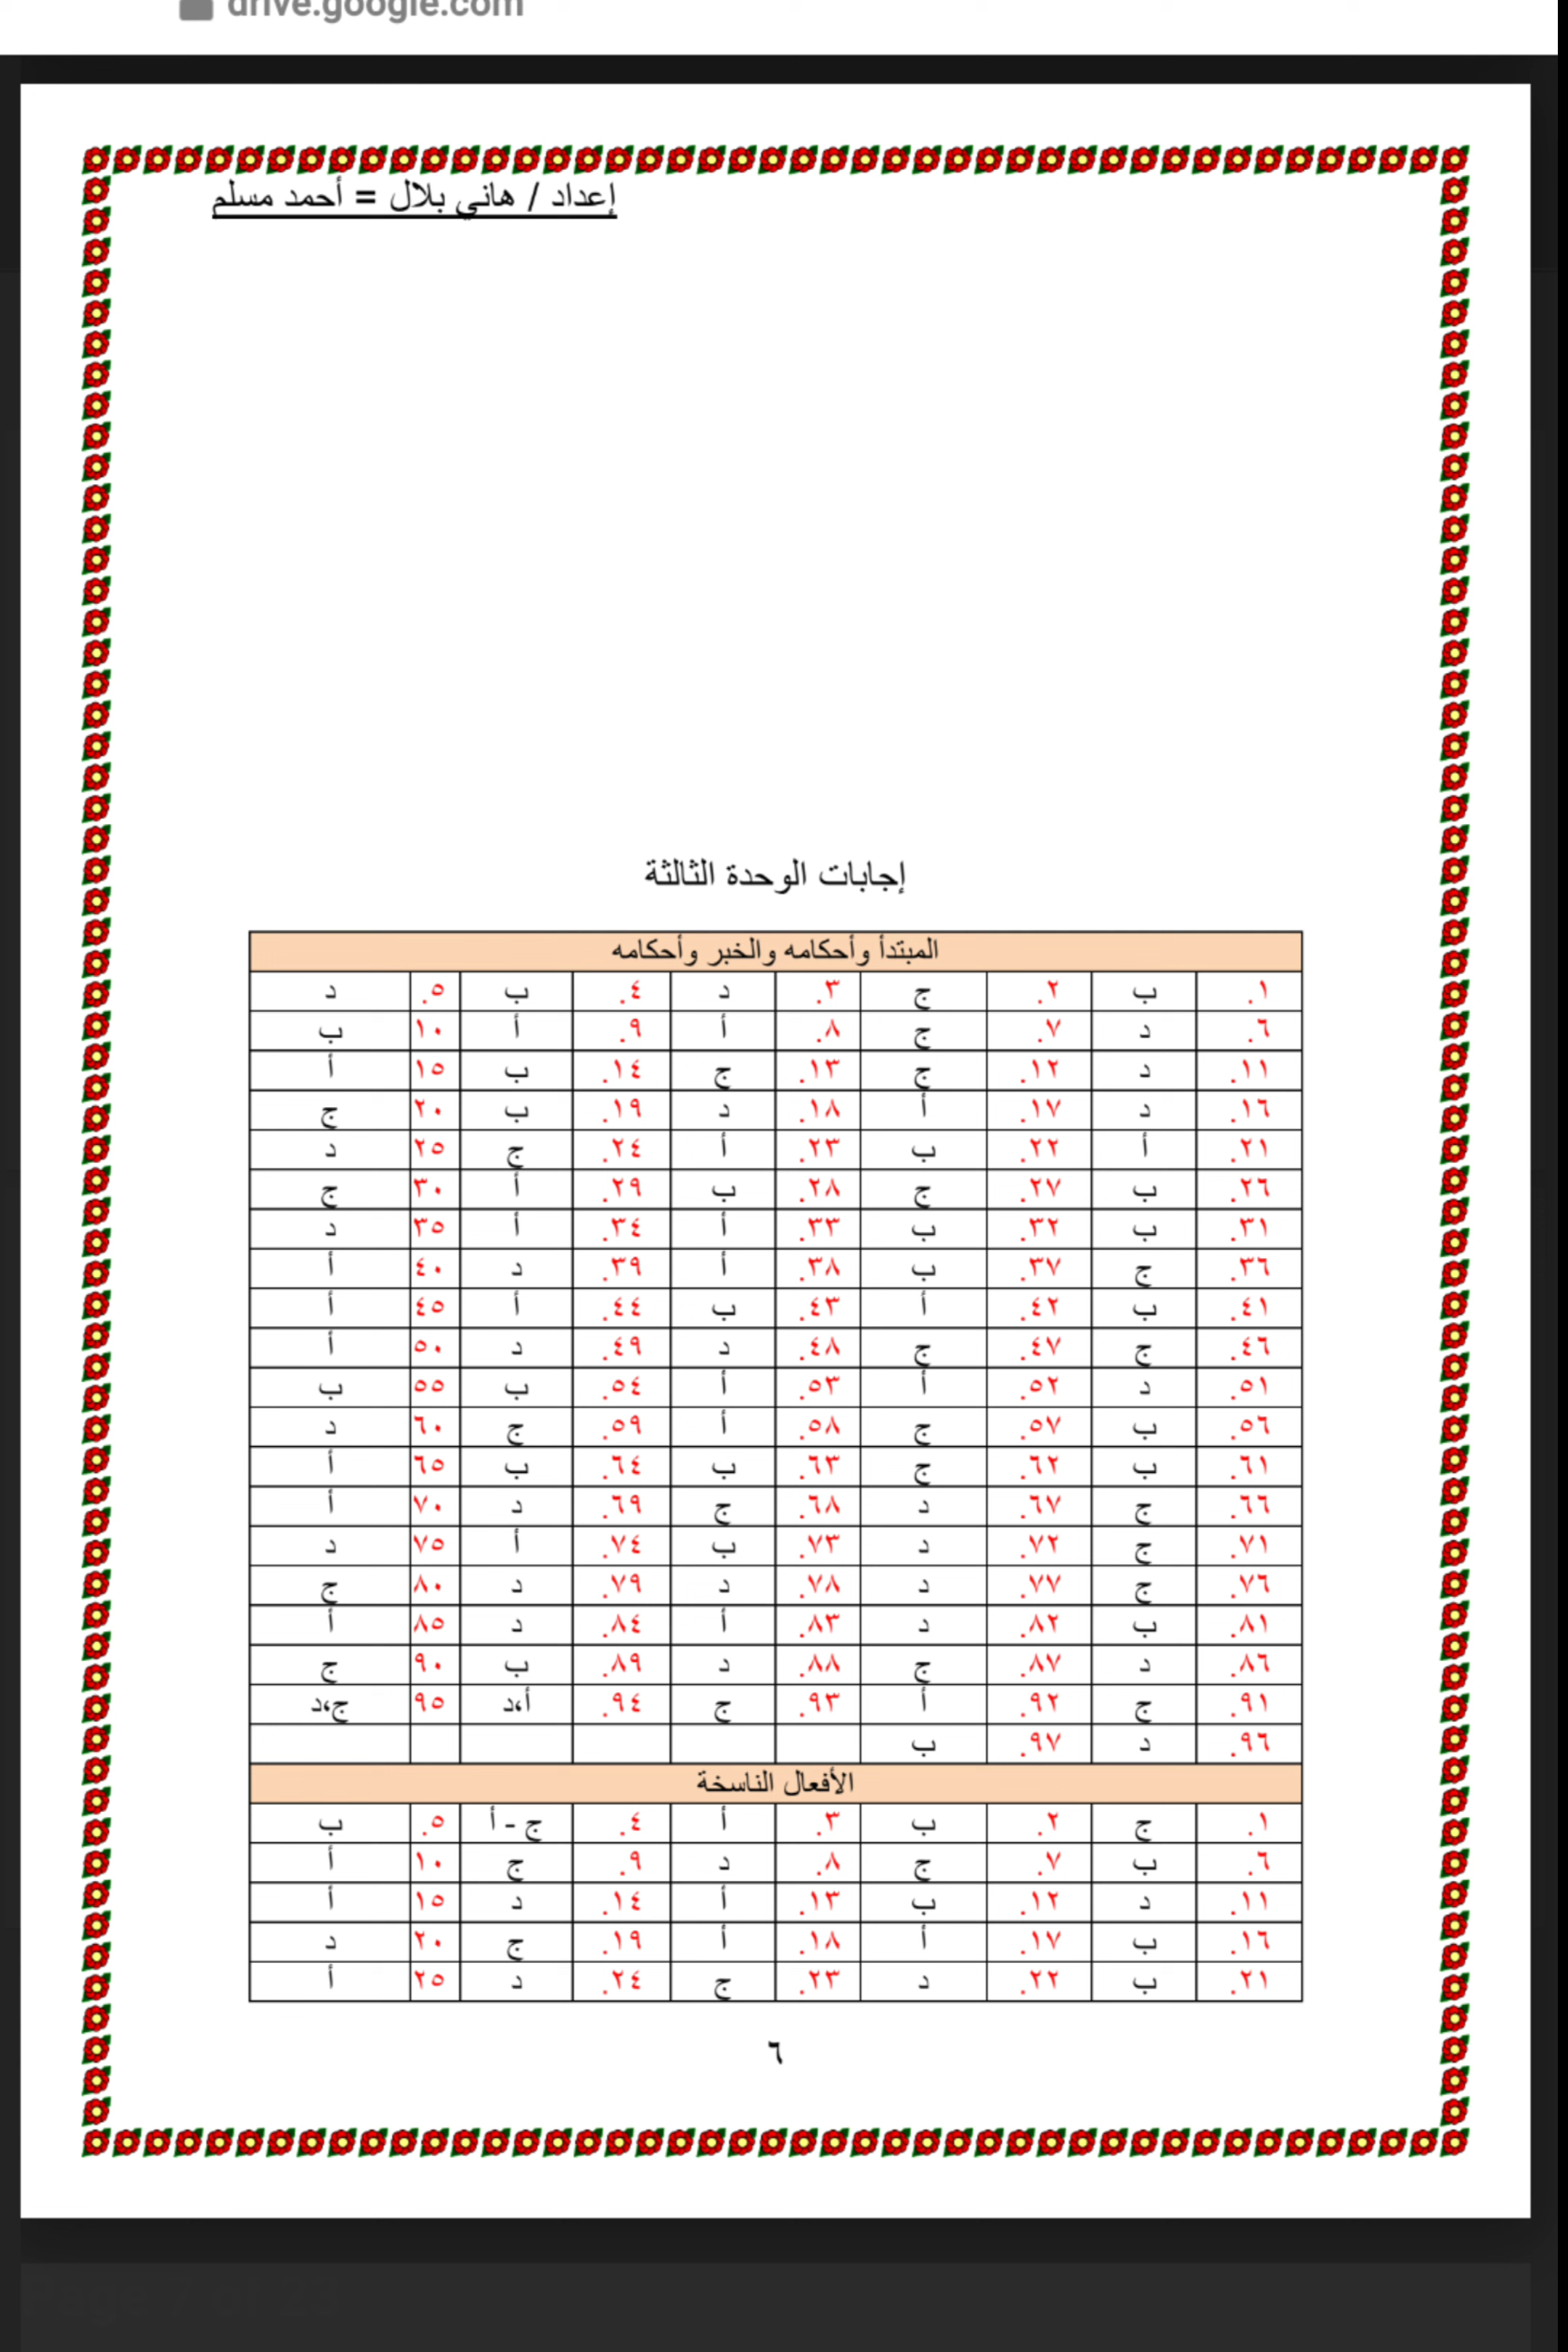 drive.google.com
إعداد / هاني بلال = أحمد مسلم
إجابات الوحدة الثالثة
المبتدأ وأحكامه والخبر وأحكامه
١. ب ٢. ج ٣. د ٤. ب ٥. د
٦. د ٧. ج ٨. أ ٩. أ ١٠ ب
١١. د ١٢. ج ١٣. ج ١٤. ب ١٥ أ
١٦. د ١٧. أ ١٨. د ١٩. ب ٢٠ ج
٢١. أ ٢٢. ب ٢٣. أ ٢٤. ج ٢٥ د
٢٦. ب ٢٧. ج ٢٨. ب ٢٩. أ ٣٠ ج
٣١. ب ٣٢. ب ٣٣. أ ٣٤. أ ٣٥ د
٣٦. ج ٣٧. ب ٣٨. أ ٣٩. د ٤٠ أ
٤١. ب ٤٢. أ ٤٣. ب ٤٤. أ ٤٥ أ
٤٦. ج ٤٧. ج ٤٨. د ٤٩. د ٥٠ أ
٥١. د ٥٢. أ ٥٣. أ ٥٤. ب ٥٥ ب
٥٦. ب ٥٧. ج ٥٨. أ ٥٩. ج ٦٠ د
٦١. ب ٦٢. ج ٦٣. ب ٦٤. ب ٦٥ أ
٦٦. ج ٦٧. د ٦٨. ج ٦٩. د ٧٠ أ
٧١. ج ٧٢. د ٧٣. ب ٧٤. أ ٧٥ د
٧٦. ج ٧٧. د ٧٨. د ٧٩. د ٨٠ ج
٨١. ب ٨٢. د ٨٣. أ ٨٤. د ٨٥ أ
٨٦. د ٨٧. ج ٨٨. د ٨٩. ب ٩٠ ج
٩١. ج ٩٢. أ ٩٣. ج ٩٤. أ،د ٩٥ ج،د
٩٦. د ٩٧. ب
الأفعال الناسخة
١. ج ٢. ب ٣. أ ٤. ج - أ ٥. ب
٦. ب ٧. ج ٨. د ٩. ج ١٠ أ
١١. د ١٢. ب ١٣. أ ١٤. د ١٥ أ
١٦. ب ١٧. أ ١٨. أ ١٩. ج ٢٠ د
٢١. ب ٢٢. د ٢٣. ج ٢٤. د ٢٥ أ
٦